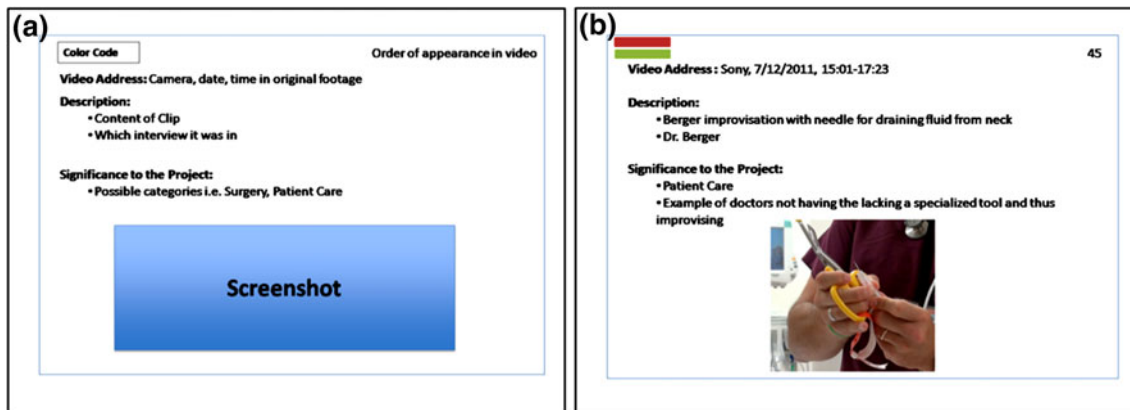 (a)
Color Code
Order of appearance in video
Video Address: Camera, date, time in original footage
Description:
•Content of Clip
•Which interview it was in
Significance to the Project:
•Possible categories i.e. Surgery, Patient Care
Screenshot
(b)
45
Video Address : Sony, 7/12/2011, 15:01-17:23
Description:
•Berger improvisation with needle for draining fluid from neck
•Dr. Berger
Significance to the Project:
•Patient Care
•Example of doctors not having the lacking a specialized tool and thus
improvising